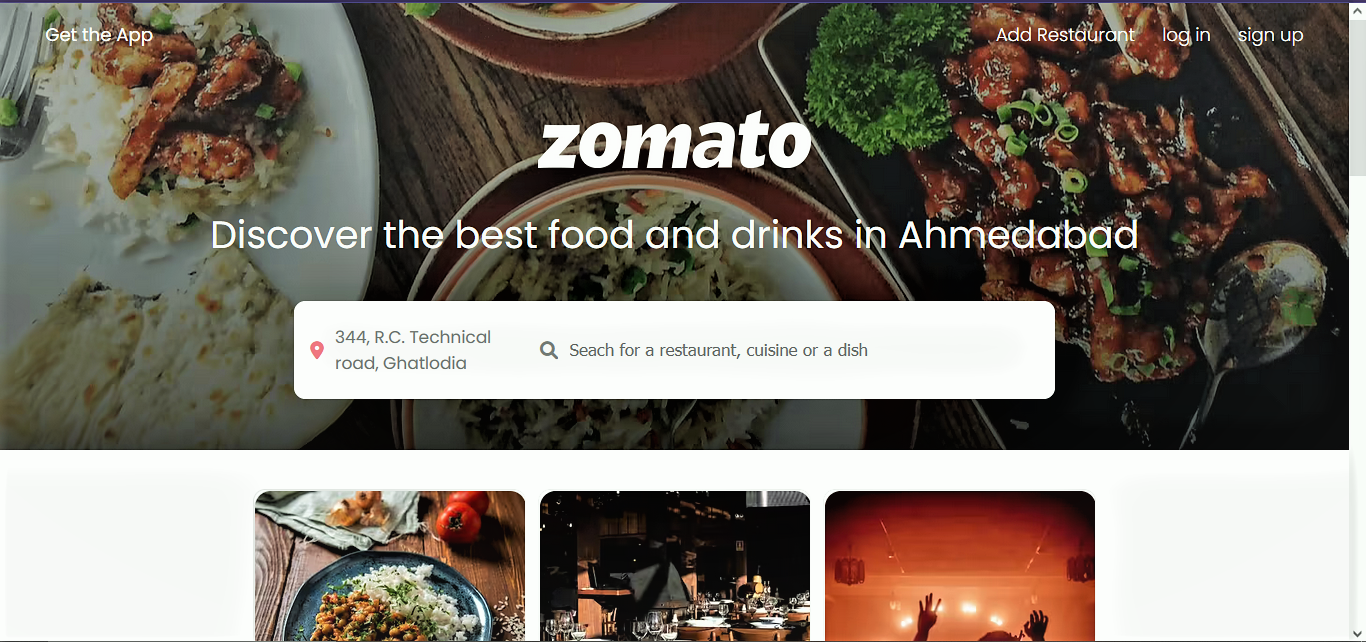 Get the App
Add Restaurant
log in
sign up
zomato
Discover the best food and drinks in Ahmedabad
344, R.C. Technical
road, Ghatlodia
Seach for a restaurant, cuisine or a dish